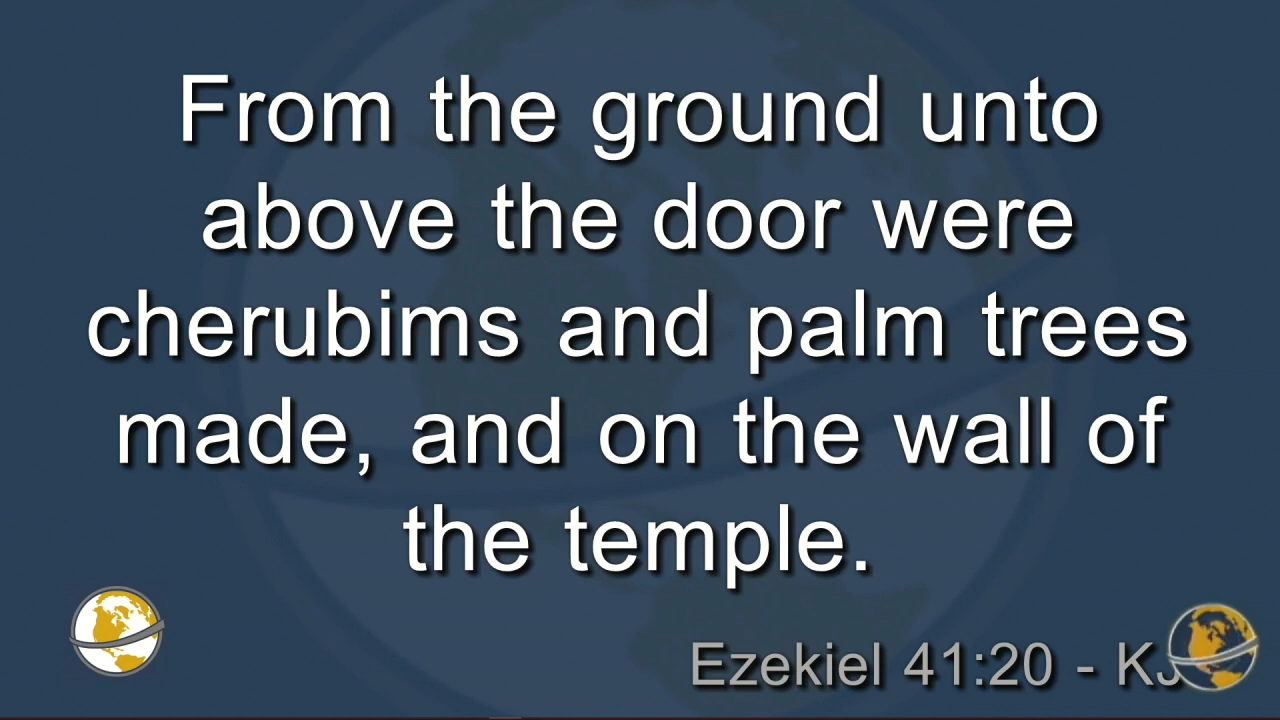 From the ground unto
above the door were
cherubims and palm trees
made, and on the wall of
the temple.
Ezekiel 41:20 - KJ